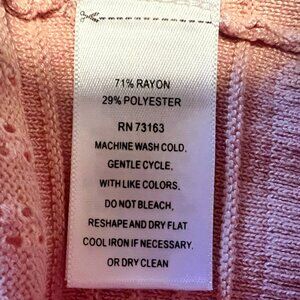 71% RAYON
29% POLYESTER
RN 73163
MACHINE WASH COLD,
GENTLE CYCLE,
WITH LIKE COLORS,
DO NOT BLEACH,
RESHAPE AND DRY FLAT
COOL IRON IF NECESSARY.
OR DRY CLEAN